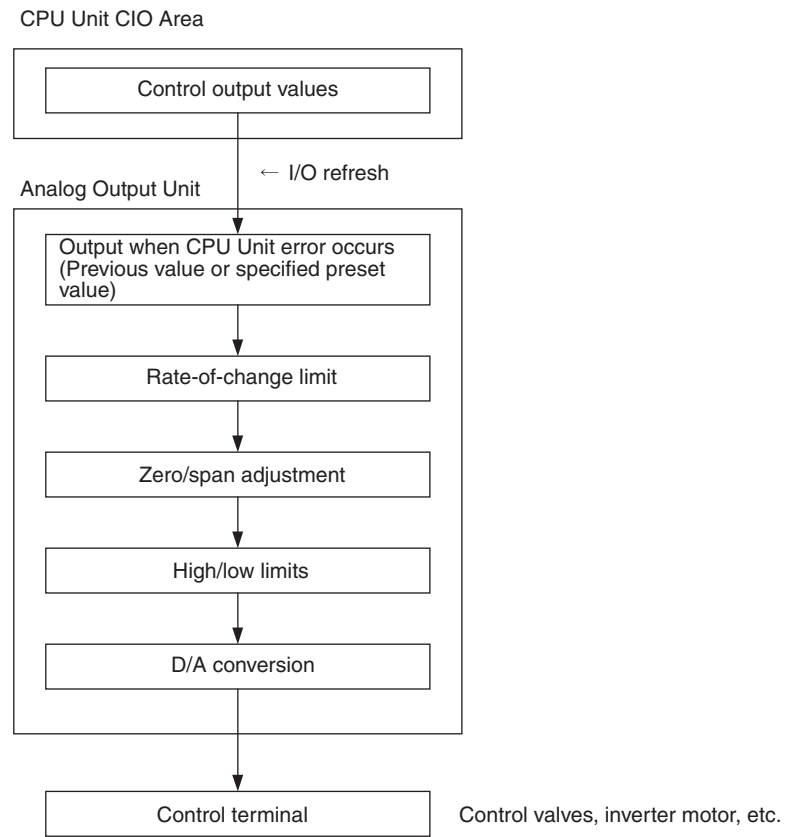 CPU Unit CIO Area
Control output values
← I/O refresh
Analog Output Unit
Output when CPU Unit error occurs
(Previous value or specified preset
value)
Rate-of-change limit
Zero/span adjustment
High/low limits
D/A conversion
Control terminal
Control valves, inverter motor, etc.